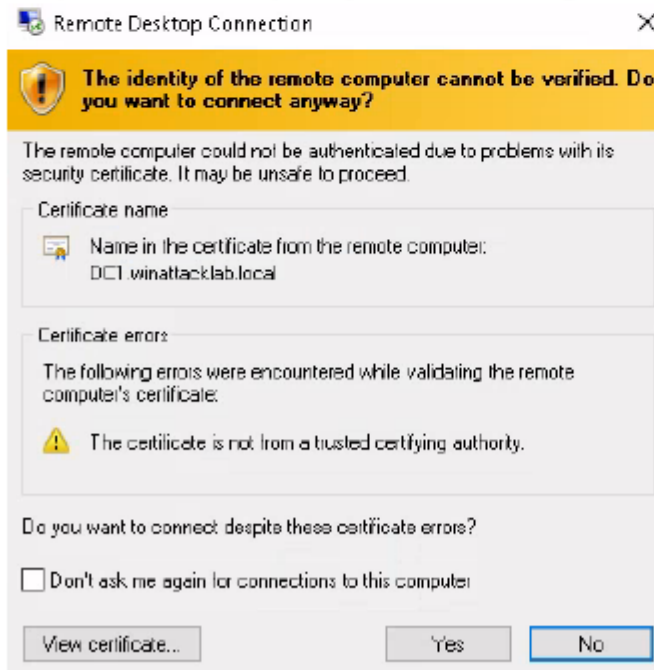 Remote Desktop Connection
The identity of the remote computer cannot be verified. Do
you want to connect anyway?
The remote computer could not be authenticated due to problems with its
security certificate. It may be unsafe to proceed.
Certificate name
Name in the certificate from the remote computer:
DC1.winattacklab.local
Certificate errors
The following errors were encountered while validating the remote
computer's certificate:
The certificate is not from a trusted certifying authority.
Do you want to connect despite these certificate errors?
Don't ask me again for connections to this computer
View certificate... Yes No